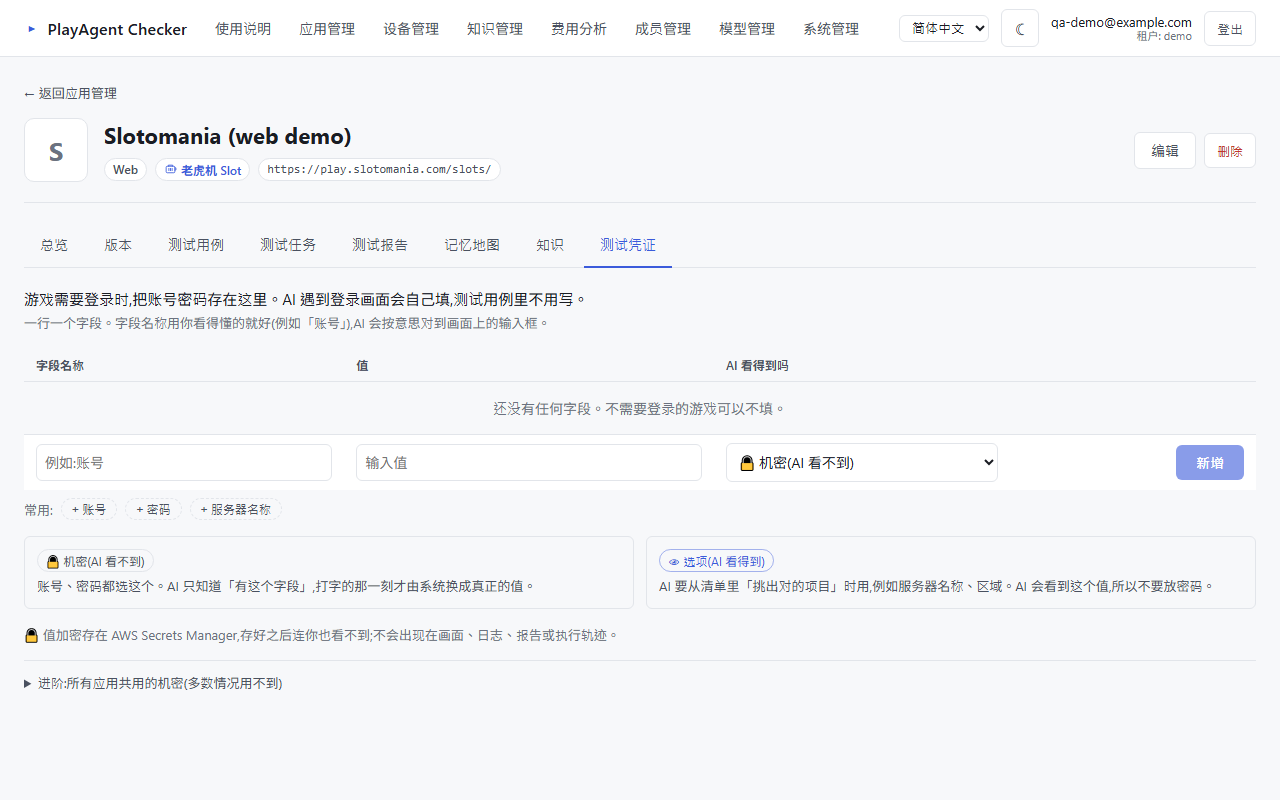 PlayAgent Checker 使用说明 应用管理 设备管理 知识管理 费用分析 成员管理 模型管理 系统管理 简体中文 qa-demo@example.com 登出
租户: demo
← 返回应用管理
S
Slotomania (web demo)
Web 老虎机 Slot https://play.slotomania.com/slots/
编辑 删除
总览 版本 测试用例 测试任务 测试报告 记忆地图 知识 测试凭证
游戏需要登录时,把账号密码存在这里。AI 遇到登录画面会自己填,测试用例里不用写。
一行一个字段。字段名称用你看得懂的就好(例如「账号」),AI 会按意思对到画面上的输入框。
字段名称 值 AI 看得到吗
还没有任何字段。不需要登录的游戏可以不填。
例如:账号 输入值 机密(AI 看不到) 新增
常用: + 账号 + 密码 + 服务器名称
机密(AI 看不到)
账号、密码都选这个。AI 只知道「有这个字段」,打字的那一刻才由系统换成真正的值。
选项(AI 看得到)
AI 要从清单里「挑出对的项目」时用,例如服务器名称、区域。AI 会看到这个值,所以不要放密码。
值加密存在 AWS Secrets Manager,存好之后连你也看不到;不会出现在画面、日志、报告或执行轨迹。
进阶:所有应用共用的机密(多数情况用不到)